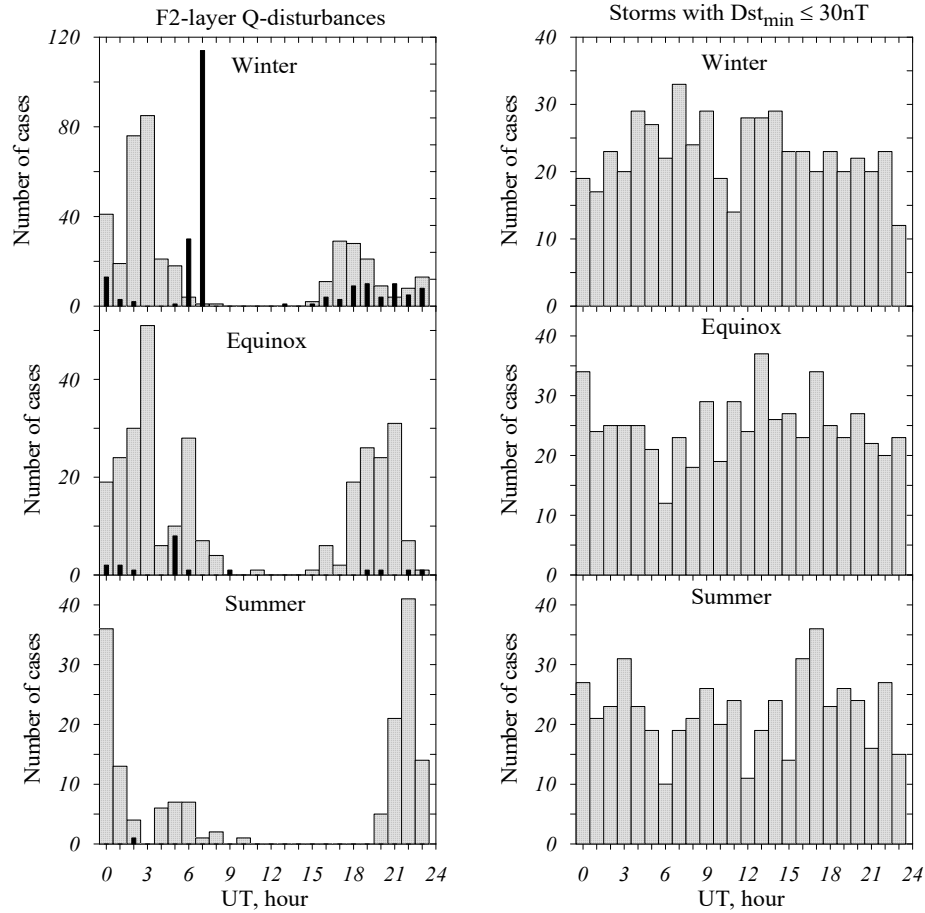 F2-layer Q-disturbances
Number of cases
120
80
40
0
Winter
Number of cases
40
20
0
Equinox
Number of cases
40
30
20
10
0
Summer
0 3 6 9 12 15 18 21 24
UT, hour
Storms with Dstmin ≤ 30nT
Number of cases
40
30
20
10
0
Winter
Number of cases
40
30
20
10
0
Equinox
Number of cases
40
30
20
10
0
Summer
0 3 6 9 12 15 18 21 24
UT, hour